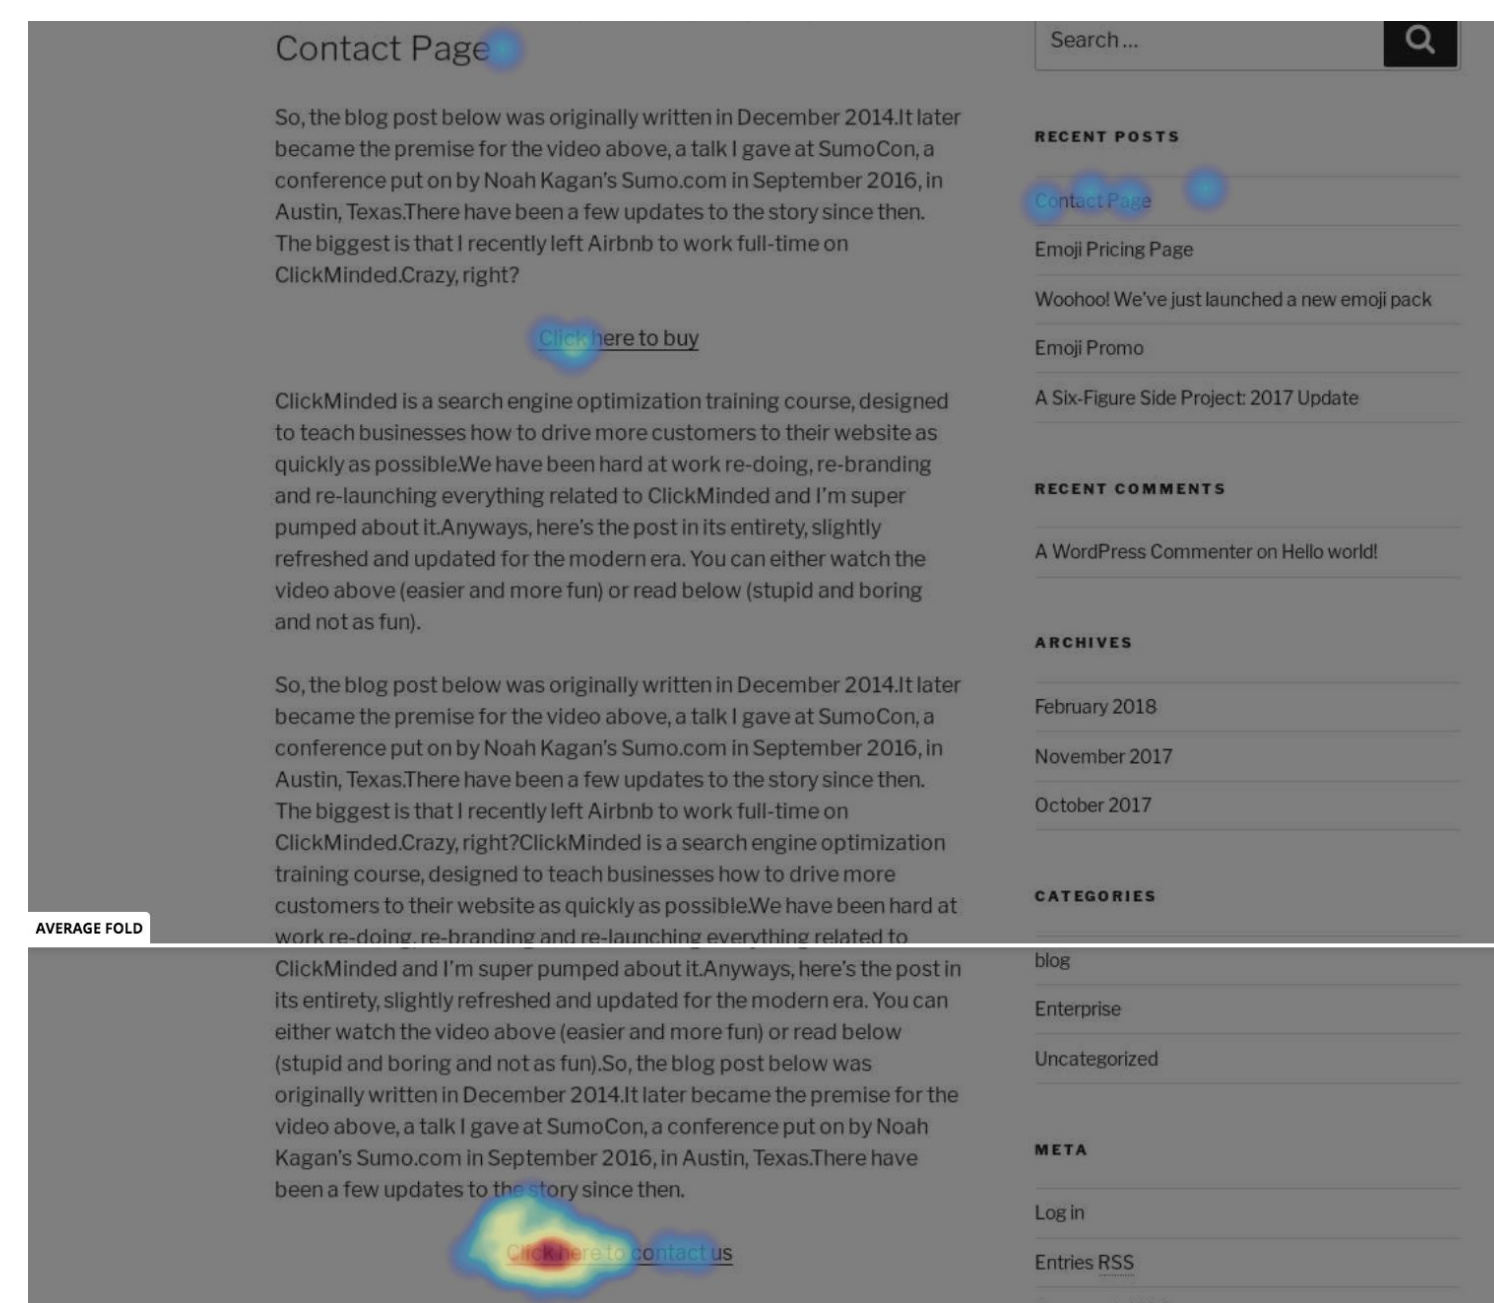 Contact Page
So, the blog post below was originally written in December 2014.It later
became the premise for the video above, a talk I gave at SumoCon, a
conference put on by Noah Kagan's Sumo.com in September 2016, in
Austin, Texas.There have been a few updates to the story since then.
The biggest is that I recently left Airbnb to work full-time on
ClickMinded.Crazy, right?
Click here to buy
ClickMinded is a search engine optimization training course, designed
to teach businesses how to drive more customers to their website as
quickly as possible.We have been hard at work re-doing, re-branding
and re-launching everything related to ClickMinded and I'm super
pumped about it.Anyways, here's the post in its entirety, slightly
refreshed and updated for the modern era. You can either watch the
video above (easier and more fun) or read below (stupid and boring
and not as fun).
So, the blog post below was originally written in December 2014.It later
became the premise for the video above, a talk I gave at SumoCon, a
conference put on by Noah Kagan's Sumo.com in September 2016, in
Austin, Texas.There have been a few updates to the story since then.
The biggest is that I recently left Airbnb to work full-time on
ClickMinded.Crazy, right?ClickMinded is a search engine optimization
training course, designed to teach businesses how to drive more
customers to their website as quickly as possible.We have been hard at
AVERAGE FOLD
work re-doing, re-branding and re-launching everything related to
ClickMinded and I'm super pumped about it.Anyways, here's the post in
its entirety, slightly refreshed and updated for the modern era. You can
either watch the video above (easier and more fun) or read below
(stupid and boring and not as fun).So, the blog post below was
originally written in December 2014.It later became the premise for the
video above, a talk I gave at SumoCon, a conference put on by Noah
Kagan's Sumo.com in September 2016, in Austin, Texas.There have
been a few updates to the story since then.
Click here to contact us
Search ...
RECENT POSTS
Contact Page
Emoji Pricing Page
Woohoo! We've just launched a new emoji pack
Emoji Promo
A Six-Figure Side Project: 2017 Update
RECENT COMMENTS
A WordPress Commenter on Hello world!
ARCHIVES
February 2018
November 2017
October 2017
CATEGORIES
blog
Enterprise
Uncategorized
META
Log in
Entries RSS